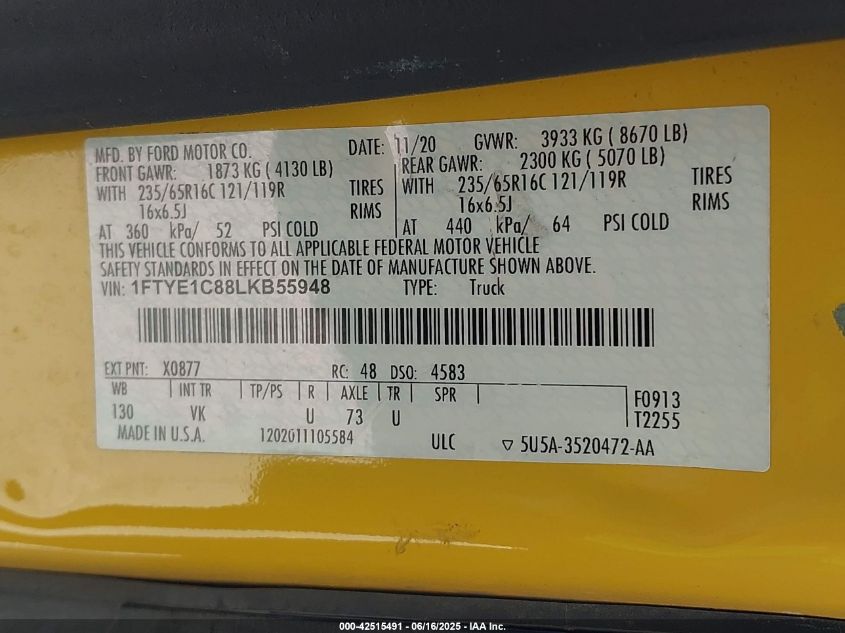 MFD. BY FORD MOTOR CO. DATE: 11/20 GVWR: 3933 KG ( 8670 LB)
FRONT GAWR: 1873 KG ( 4130 LB) REAR GAWR: 2300 KG ( 5070 LB)
WITH 235/65R16C 121/119R TIRES WITH 235/65R16C 121/119R TIRES
16x6.5J RIMS 16x6.5J RIMS
AT 360 kPa/ 52 PSI COLD AT 440 kPa/ 64 PSI COLD
THIS VEHICLE CONFORMS TO ALL APPLICABLE FEDERAL MOTOR VEHICLE
SAFETY STANDARDS IN EFFECT ON THE DATE OF MANUFACTURE SHOWN ABOVE.
VIN: 1FTYE1C88LKB55948 TYPE: Truck
EXT PNT: X0877 RC: 48 DSO: 4583
WB INT TR TP/PS R AXLE TR SPR F0913
130 VK U 73 U T2255
MADE IN U.S.A. 1202011105584 ULC ▽ 5U5A-3520472-AA
000-42515491 - 06/16/2025 - IAA Inc.